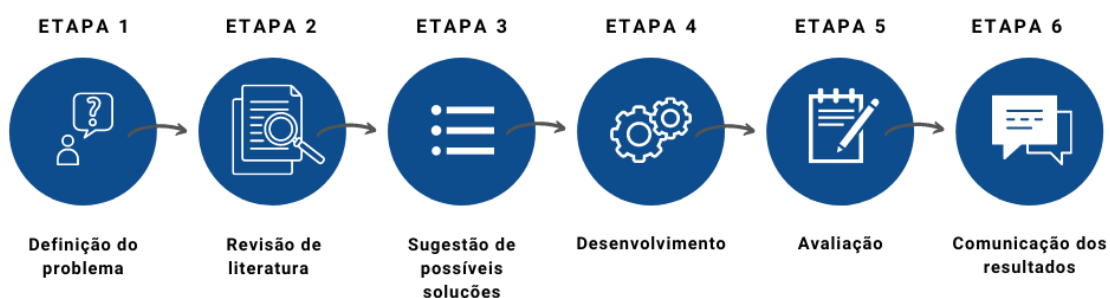 ETAPA 1
ETAPA 2
ETAPA 3
ETAPA 4
ETAPA 5
ETAPA 6
?
Definição do
problema
Revisão de
literatura
Sugestão de
possíveis
soluções
Desenvolvimento
Avaliação
Comunicação dos
resultados